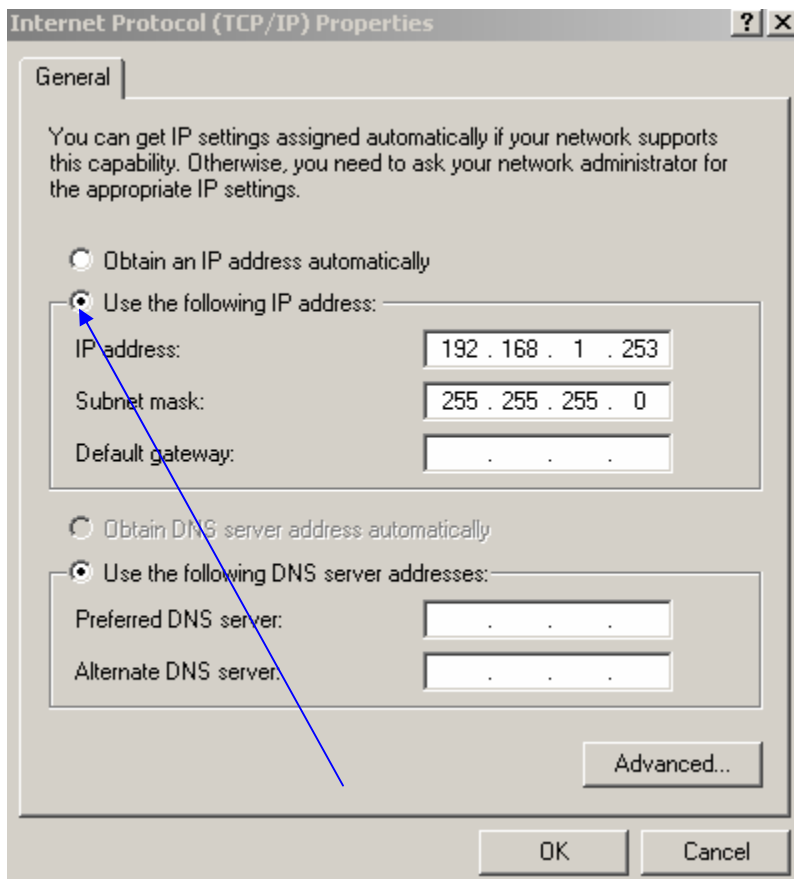 Internet Protocol (TCP/IP) Properties
General
You can get IP settings assigned automatically if your network supports
this capability. Otherwise, you need to ask your network administrator for
the appropriate IP settings.
Obtain an IP address automatically
Use the following IP address:
IP address: 192 . 168 . 1 . 253
Subnet mask: 255 . 255 . 255 . 0
Default gateway: . . .
Obtain DNS server address automatically
Use the following DNS server addresses:
Preferred DNS server: . . .
Alternate DNS server: . . .
Advanced...
OK Cancel